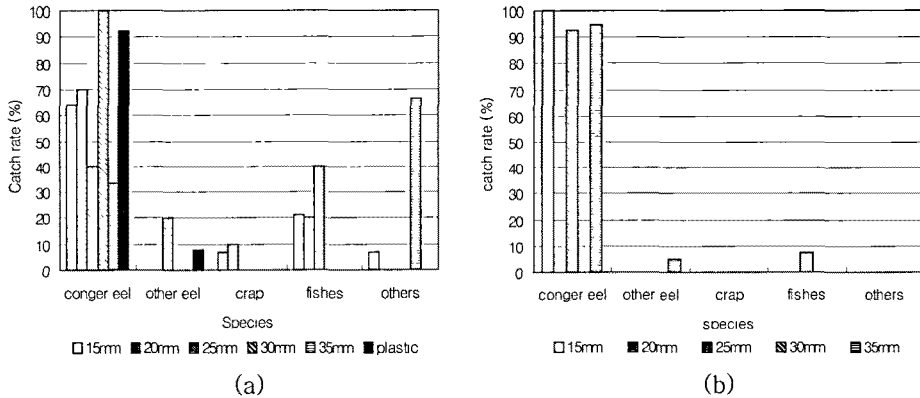 100
90
80
70
60
50
40
30
20
10
0
Catch rate (%)
conger eel other eel crap fishes others
Species
15mm 20mm 25mm 30mm 35mm plastic
(a)
100
90
80
70
60
50
40
30
20
10
0
catch rate (%)
conger eel other eel crap fishes others
species
15mm 20mm 25mm 30mm 35mm
(b)